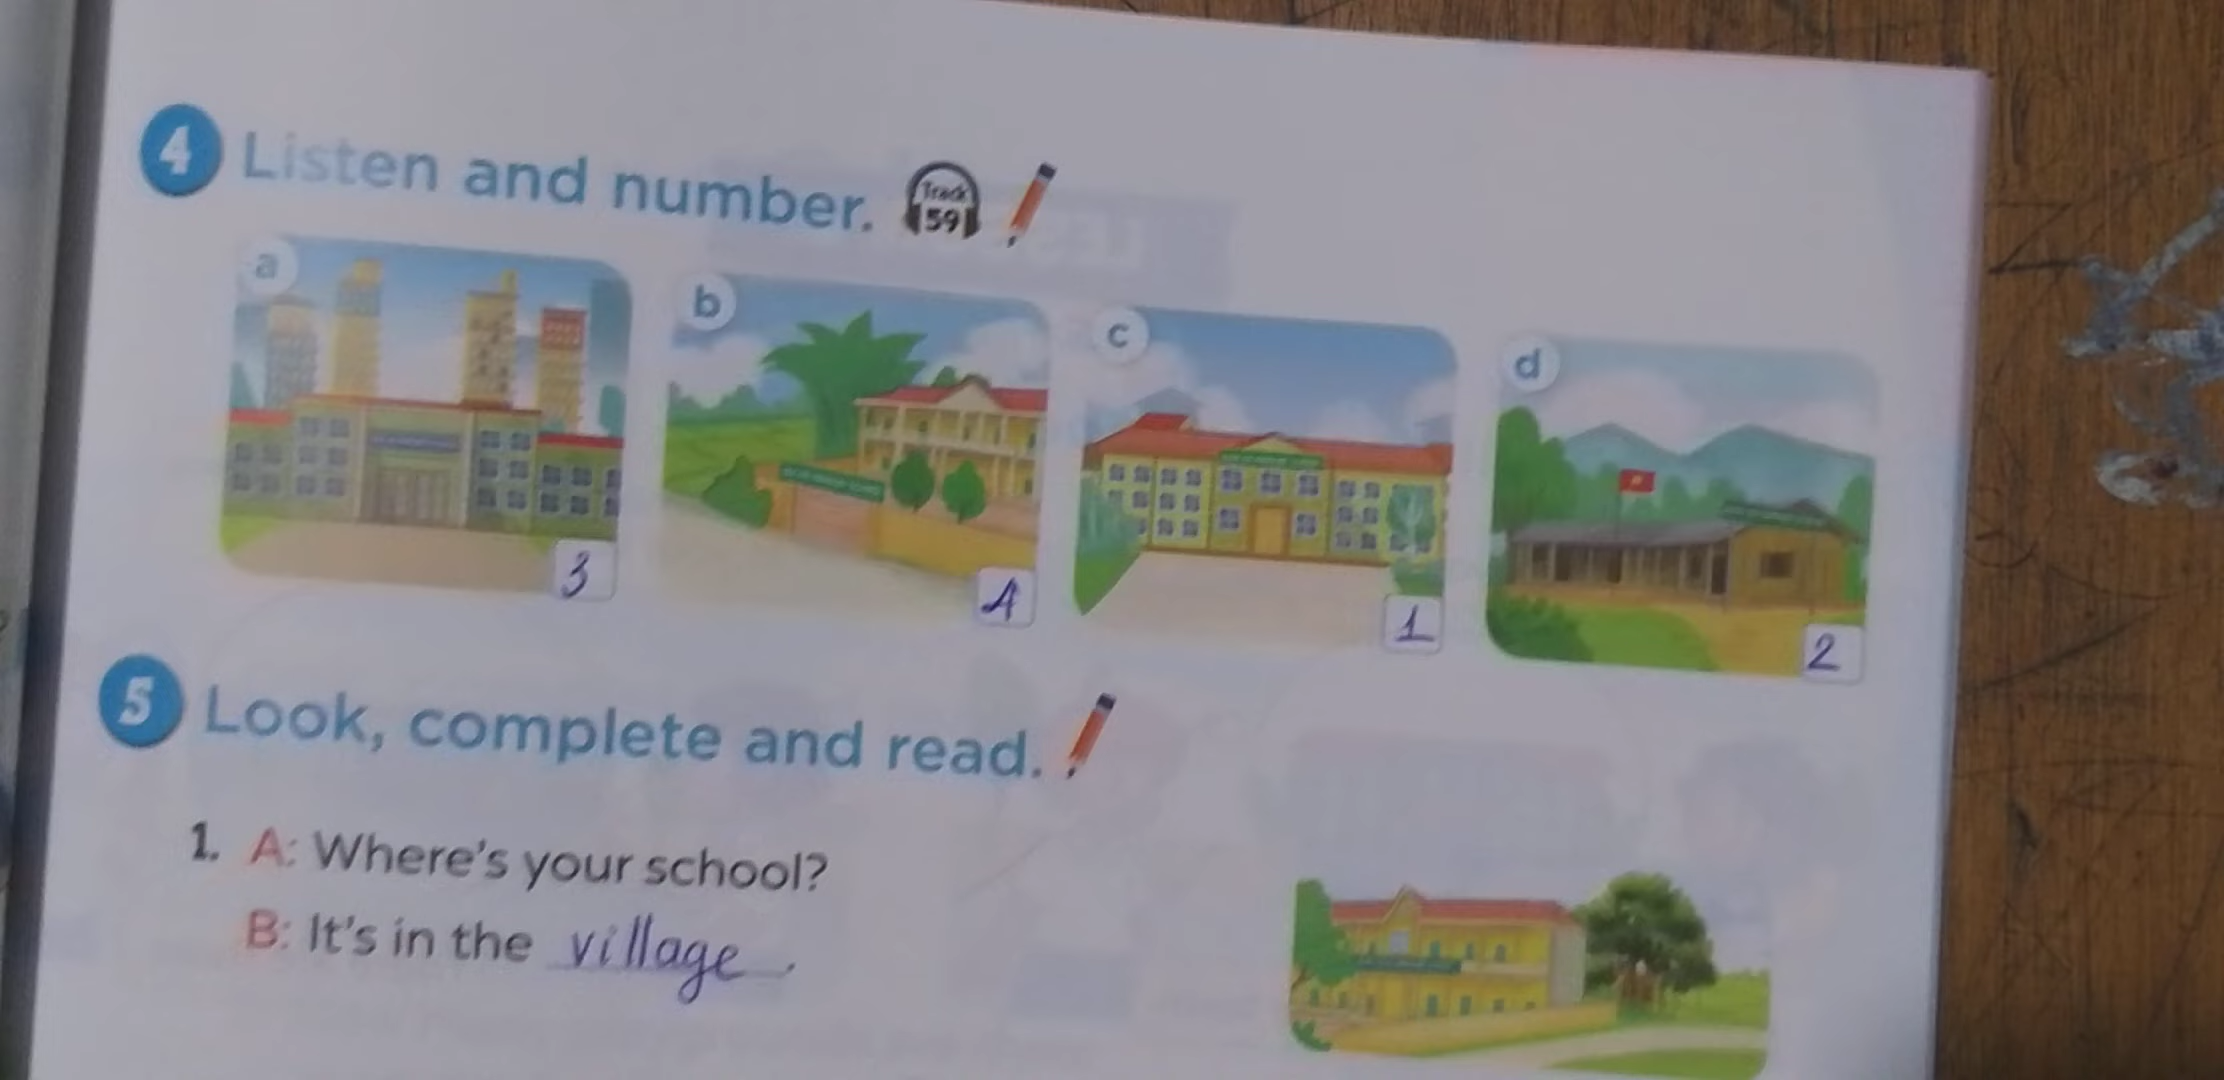 4 Listen and number. Track 59
a
b
c
d
3
4
1
2
5 Look, complete and read.
1. A: Where's your school?
B: It's in the village.